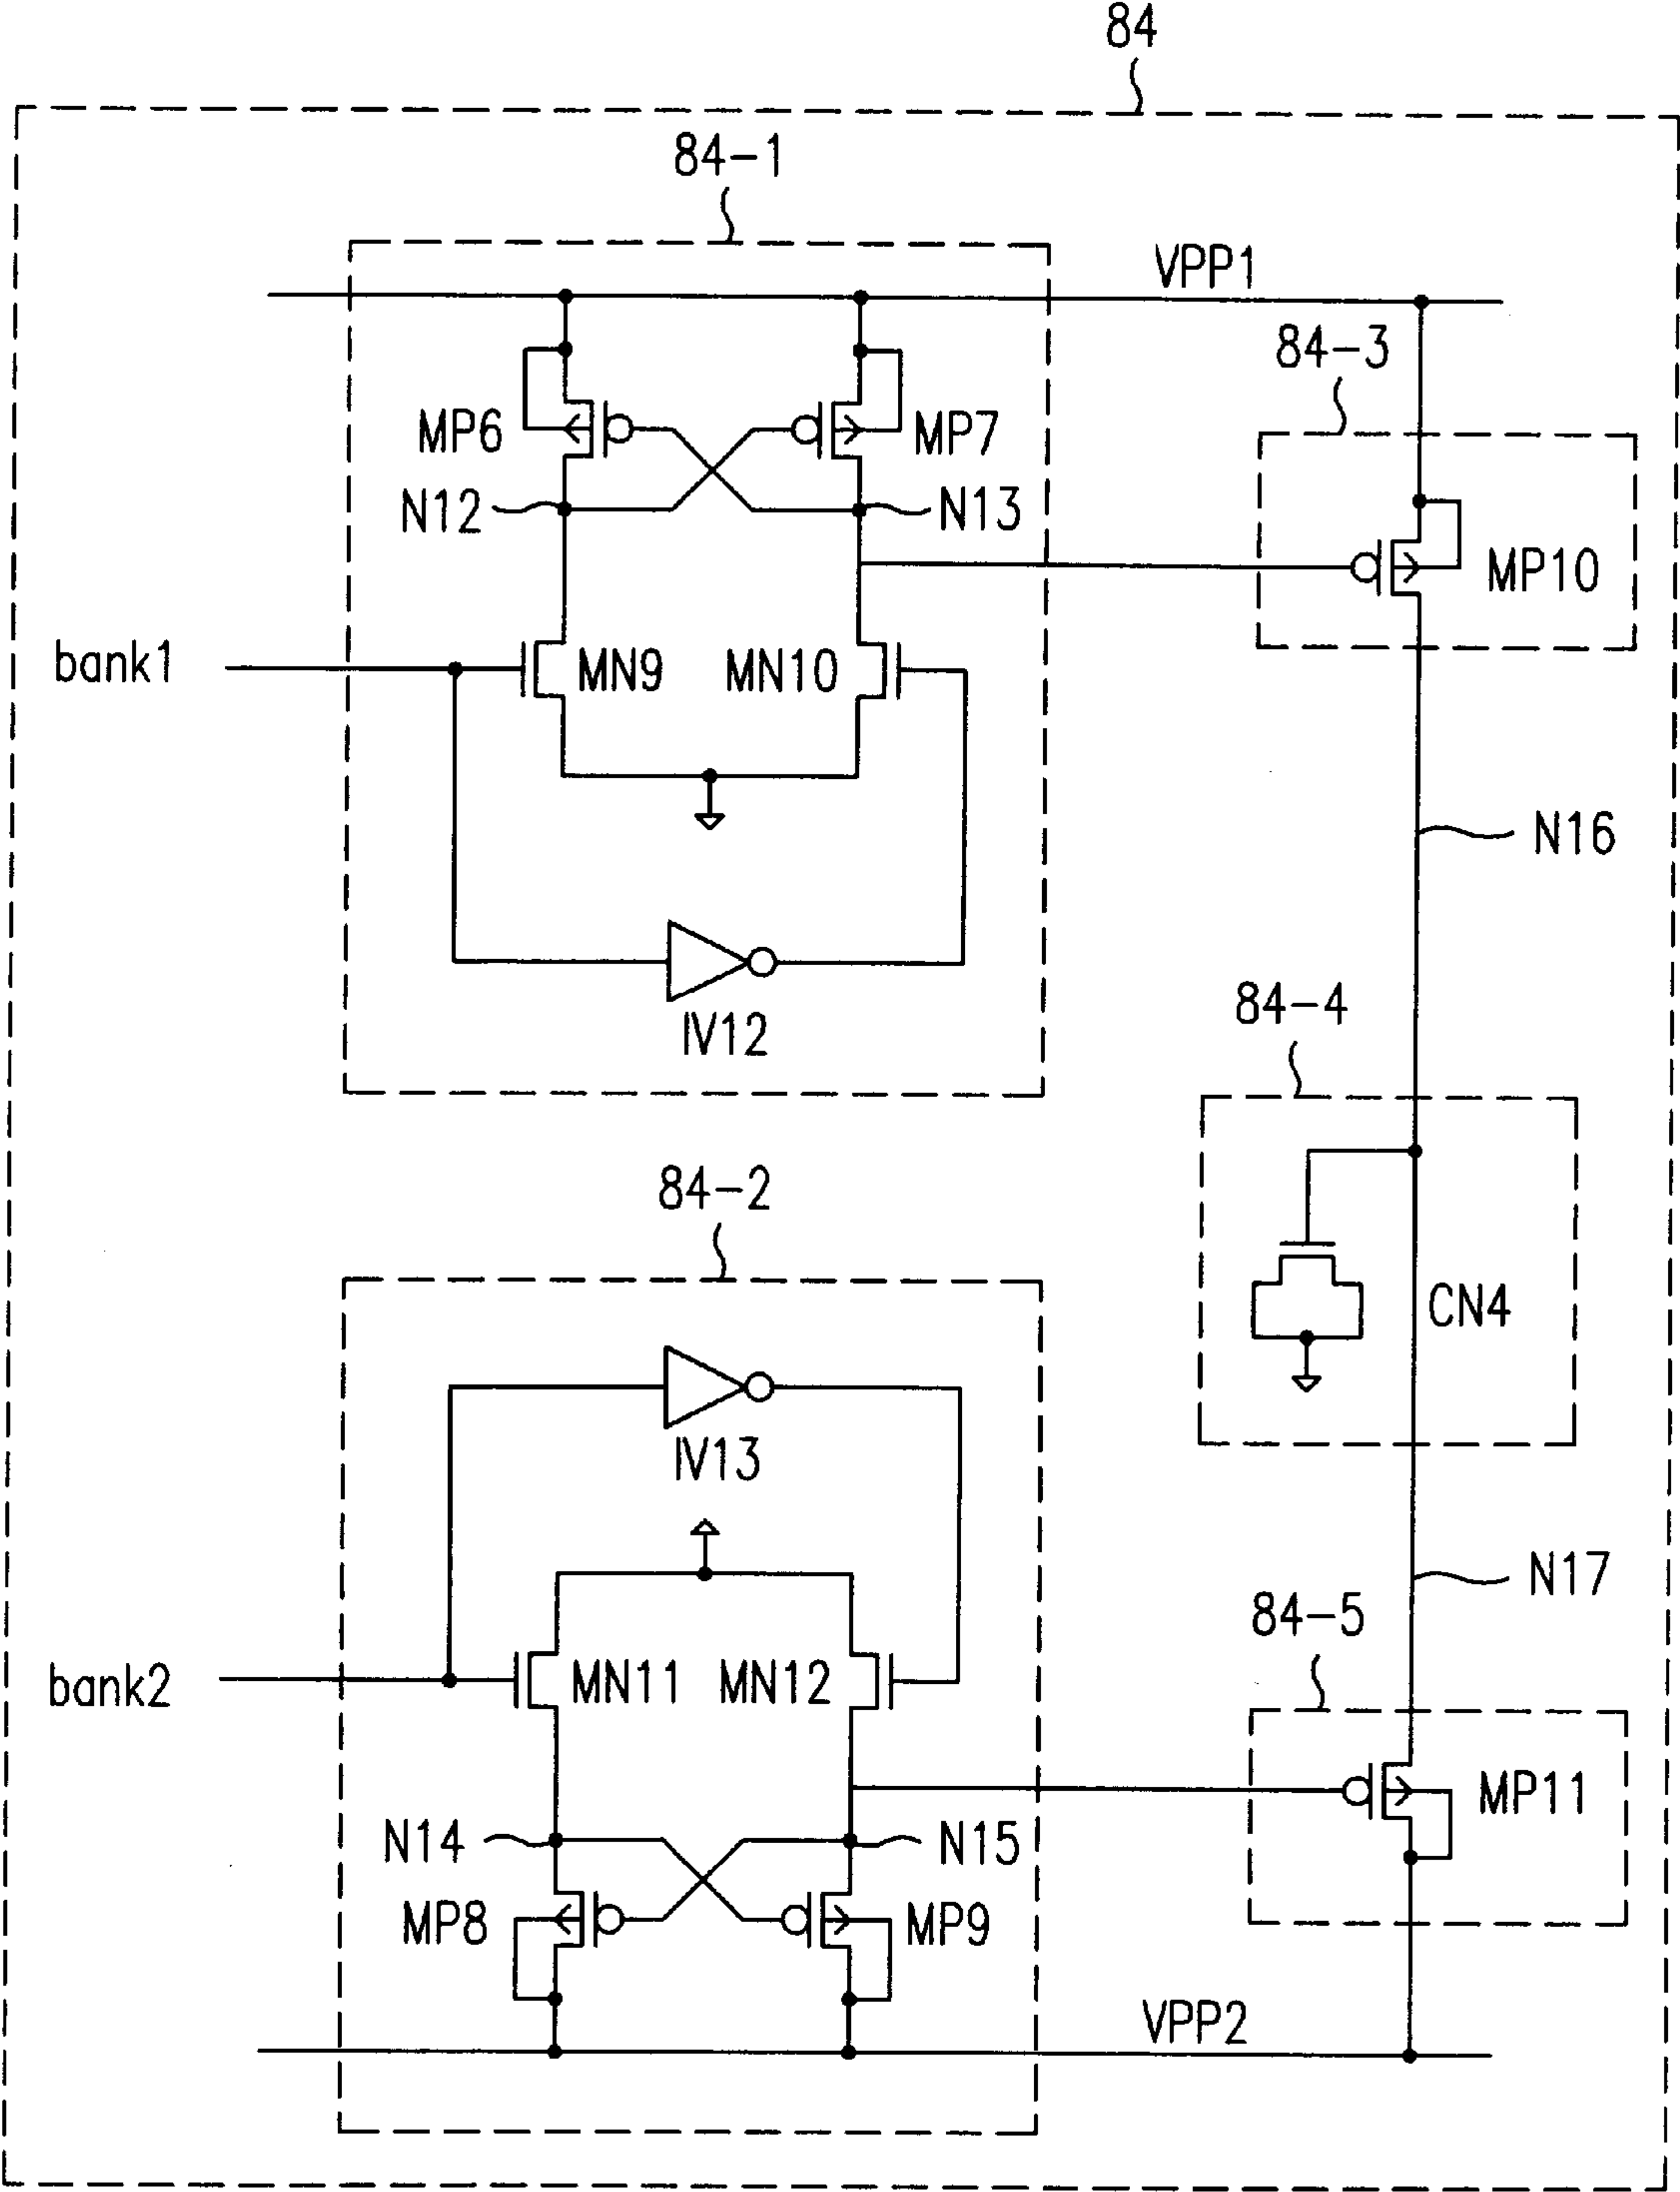 84
84-1
VPP1
84-3
MP6
MP7
N12
N13
MP10
bank1
MN9
MN10
N16
IV12
84-4
84-2
CN4
IV13
N17
84-5
bank2
MN11
MN12
MP11
N14
N15
MP8
MP9
VPP2